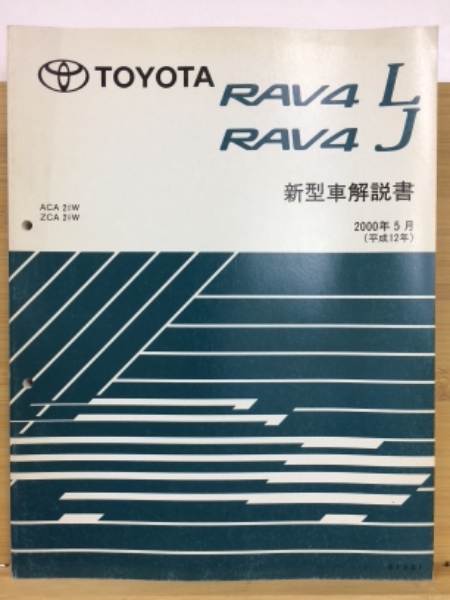 TOYOTA
RAV4 L
RAV4 J
新型車解説書
ACA 2#W
ZCA 2#W
2000年5月
(平成12年)